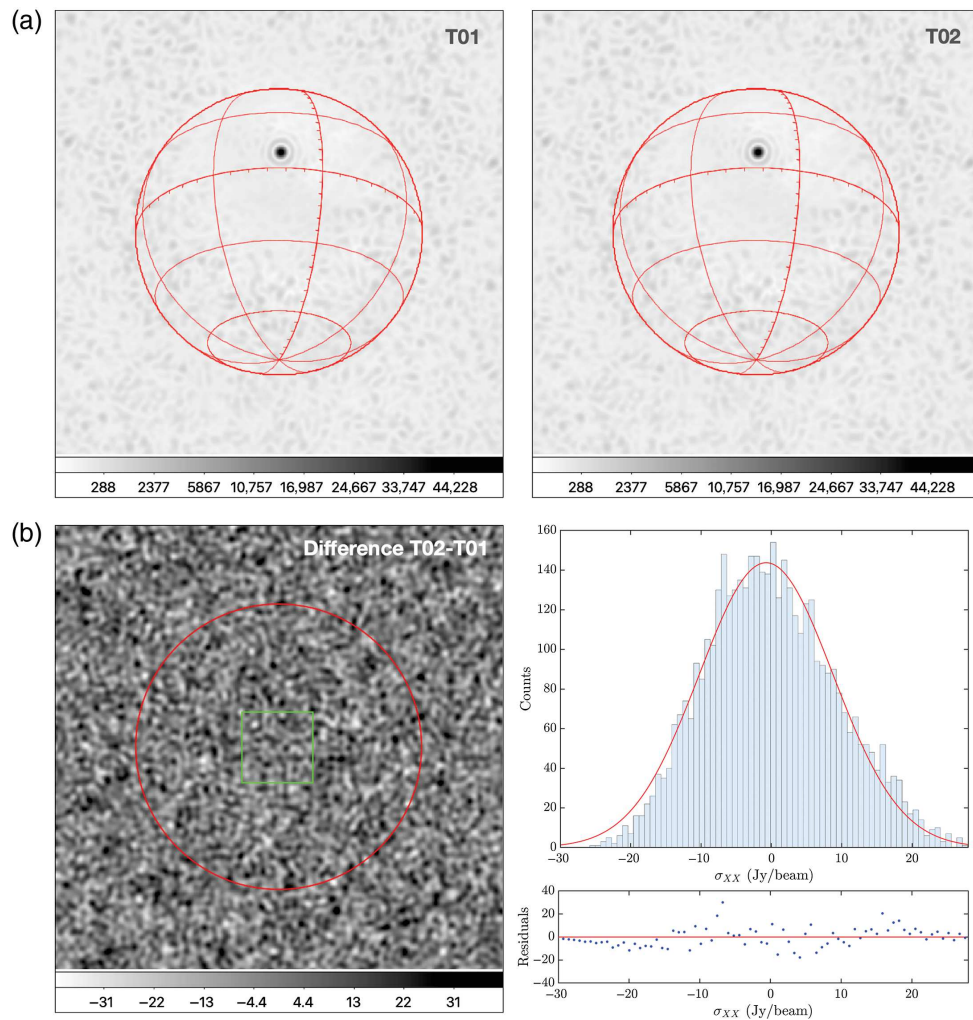 (a)
T01
T02
288 2377 5867 10,757 16,987 24,667 33,747 44,228
288 2377 5867 10,757 16,987 24,667 33,747 44,228
(b)
Difference T02-T01
−31 −22 −13 −4.4 4.4 13 22 31
160
140
120
100
80
60
40
20
0
Counts
−30 −20 −10 0 10
σXX (Jy/beam)
40
20
0
−20
−40
Residuals
−30 −20 −10 0 10 20
σXX (Jy/beam)